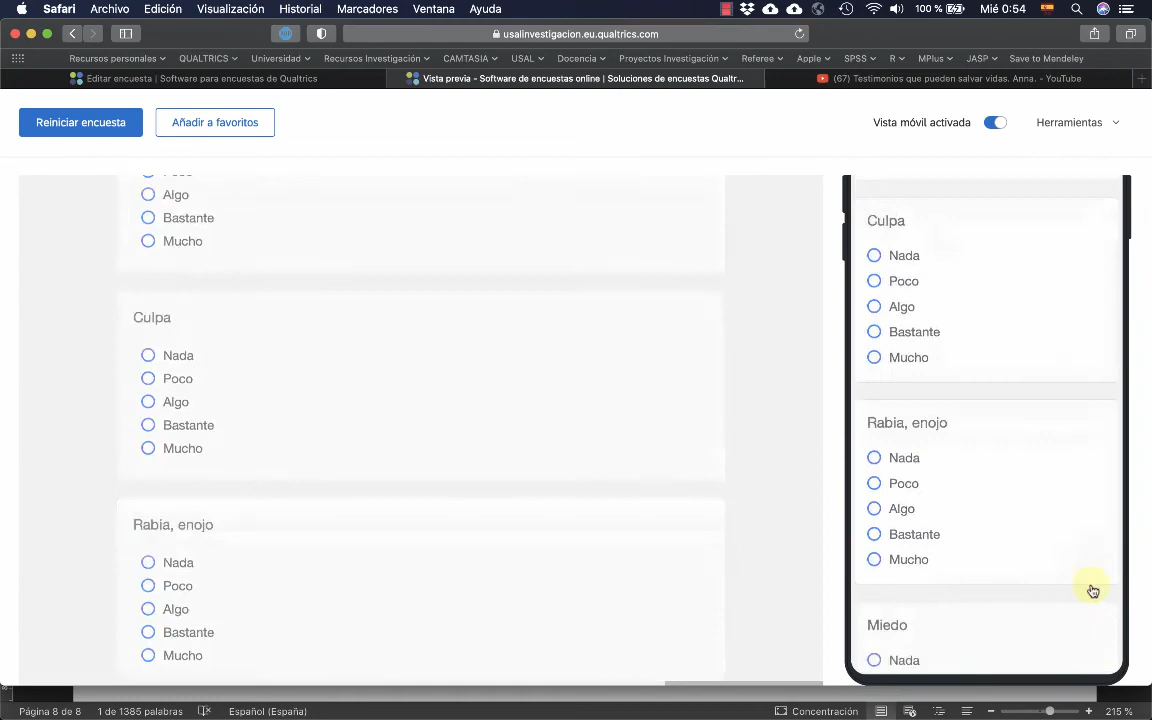 Safari Archivo Edición Visualización Historial Marcadores Ventana Ayuda 100 % Mié 0:54
usalinvestigacion.eu.qualtrics.com
Recursos personales QUALTRICS Universidad Recursos Investigación CAMTASIA USAL Docencia Proyectos Investigación Referee Apple SPSS R MPlus JASP Save to Mendeley
Editar encuesta | Software para encuestas de Qualtrics Vista previa - Software de encuestas online | Soluciones de encuestas Qualtr... (67) Testimonios que pueden salvar vidas. Anna. - YouTube
Reiniciar encuesta Añadir a favoritos Vista móvil activada Herramientas
Poco
Algo
Bastante
Mucho
Culpa
Nada
Poco
Algo
Bastante
Mucho
Rabia, enojo
Nada
Poco
Algo
Bastante
Mucho
Culpa
Nada
Poco
Algo
Bastante
Mucho
Rabia, enojo
Nada
Poco
Algo
Bastante
Mucho
Miedo
Nada
Página 8 de 8 1 de 1385 palabras Español (España) Concentración 215 %